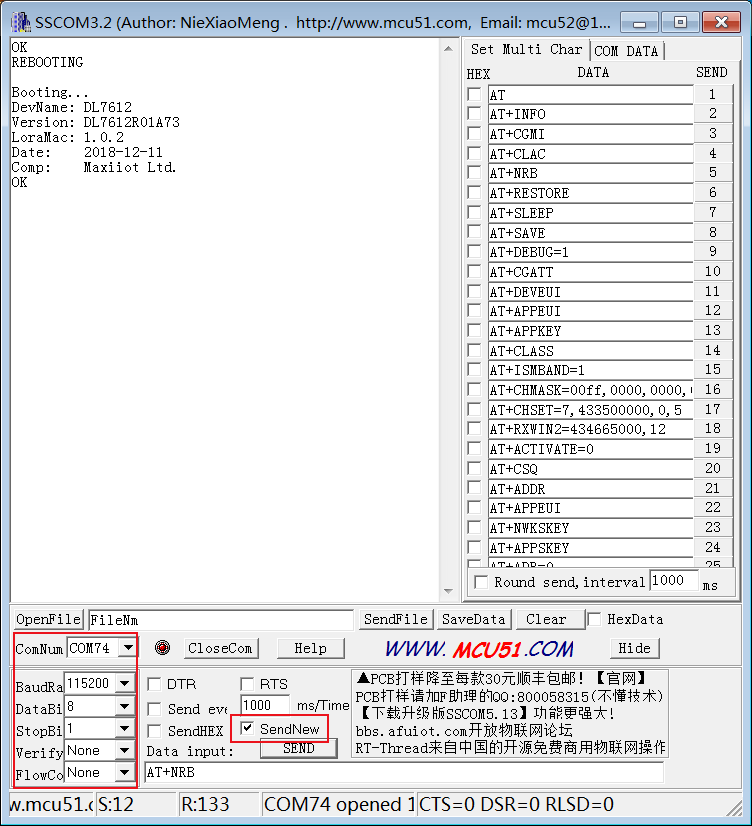 SSCOM3.2 (Author: NieXiaoMeng . http://www.mcu51.com, Email: mcu52@1...
OK
REBOOTING
Booting...
DevName: DL7612
Version: DL7612R01A73
LoraMac: 1.0.2
Date: 2018-12-11
Comp: Maxiiot Ltd.
OK
Set Multi Char COM DATA
HEX DATA SEND
AT 1
AT+INFO 2
AT+CGMI 3
AT+CLAC 4
AT+NRB 5
AT+RESTORE 6
AT+SLEEP 7
AT+SAVE 8
AT+DEBUG=1 9
AT+CGATT 10
AT+DEVEUI 11
AT+APPEUI 12
AT+APPKEY 13
AT+CLASS 14
AT+ISMBAND=1 15
AT+CHMASK=00ff,0000,0000, 16
AT+CHSET=7,433500000,0,5 17
AT+RXWIN2=434665000,12 18
AT+ACTIVATE=0 19
AT+CSQ 20
AT+ADDR 21
AT+APPEUI 22
AT+NWKSKEY 23
AT+APPSKEY 24
AT+ADR=0 25
Round send,interval 1000 ms
OpenFile FileNm SendFile SaveData Clear HexData
ComNum COM74 CloseCom Help WWW.MCU51.COM Hide
BaudRa 115200 DTR RTS
DataBi 8 Send eve 1000 ms/Time
StopBi 1 SendHEX SendNew
Verify None Data input: SEND
FlowCo None AT+NRB
▲PCB打样降至每款30元顺丰包邮！【官网】
PCB打样请加F助理的QQ:800058315(不懂技术)
【下载升级版SSCOM5.13】功能更强大！
bbs.afuiot.com开放物联网论坛
RT-Thread来自中国的开源免费商用物联网操作
w.mcu51.c S:12 R:133 COM74 opened 1 CTS=0 DSR=0 RLSD=0